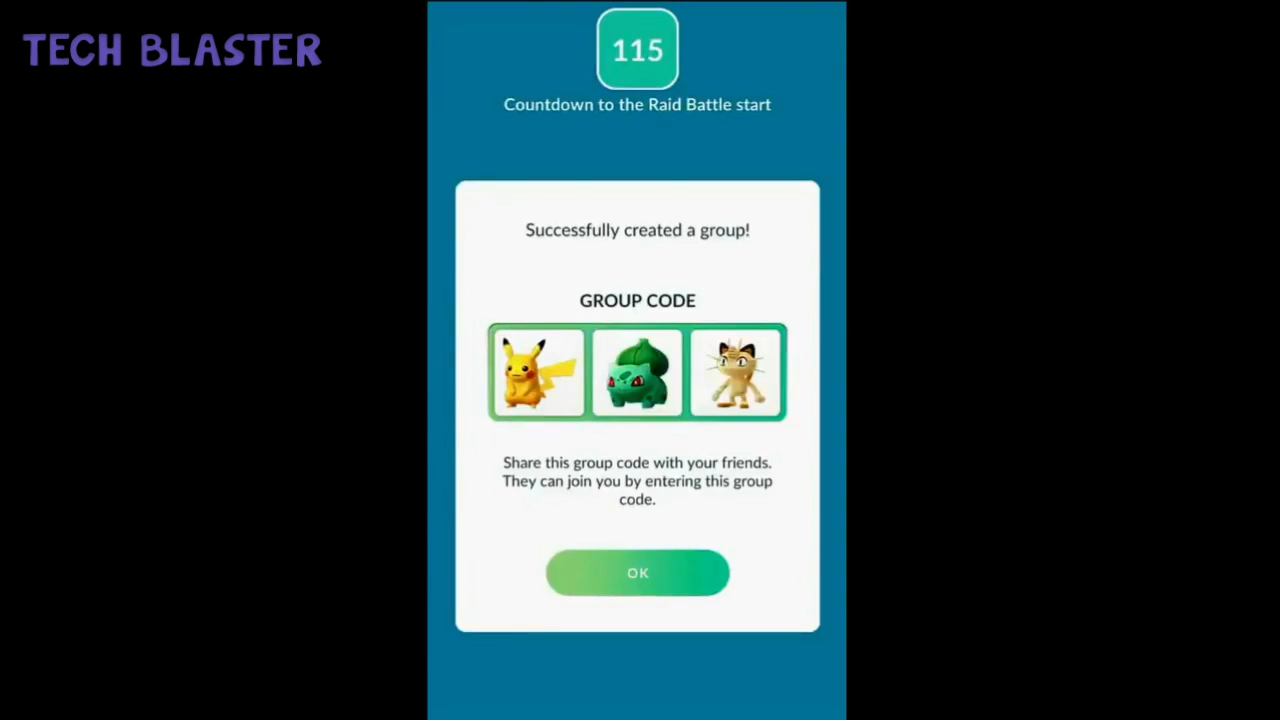 TECH BLASTER
115
Countdown to the Raid Battle start
Successfully created a group!
GROUP CODE
Share this group code with your friends.
They can join you by entering this group
code.
OK